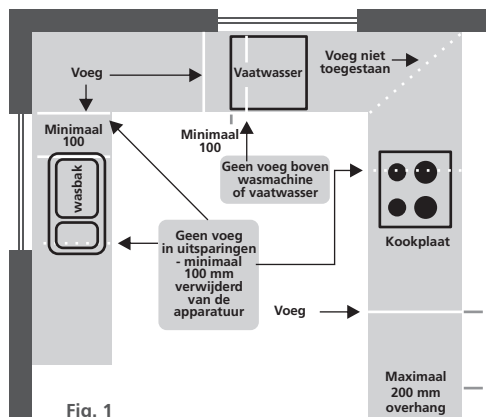 Voeg
Vaatwasser
Voeg niet
toegestaan
Minimaal
100
Minimaal
100
Geen voeg boven
wasmachine
of vaatwasser
wasbak
Geen voeg
in uitsparingen
- minimaal
100 mm
verwijderd
van de
apparatuur
Kookplaat
Voeg
Maximaal
200 mm
overhang
Fig. 1